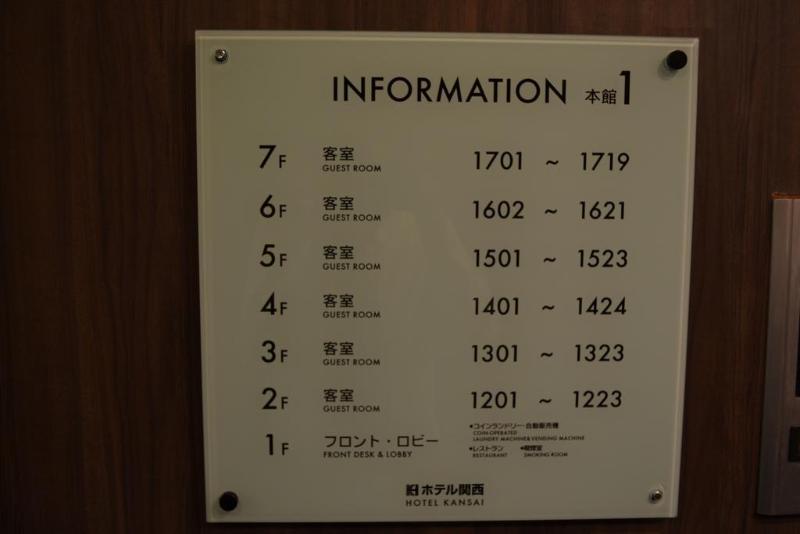 INFORMATION 本館1
7F 客室 1701 ~ 1719
GUEST ROOM
6F 客室 1602 ~ 1621
GUEST ROOM
5F 客室 1501 ~ 1523
GUEST ROOM
4F 客室 1401 ~ 1424
GUEST ROOM
3F 客室 1301 ~ 1323
GUEST ROOM
2F 客室 1201 ~ 1223
GUEST ROOM
1F フロント・ロビー
FRONT DESK & LOBBY
•コインランドリー・自動販売機
COIN-OPERATED
LAUNDRY MACHINE & VENDING MACHINE
•レストラン •喫煙室
RESTAURANT SMOKING ROOM
ホテル関西
HOTEL KANSAI